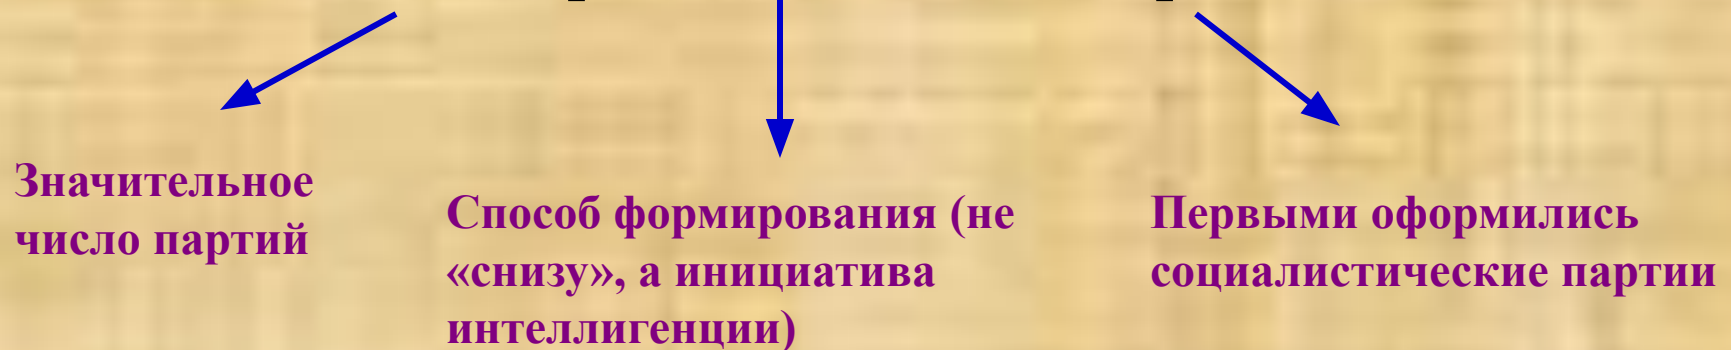 Значительное
число партий
Способ формирования (не
«снизу», а инициатива
интеллигенции)
Первыми оформились
социалистические партии